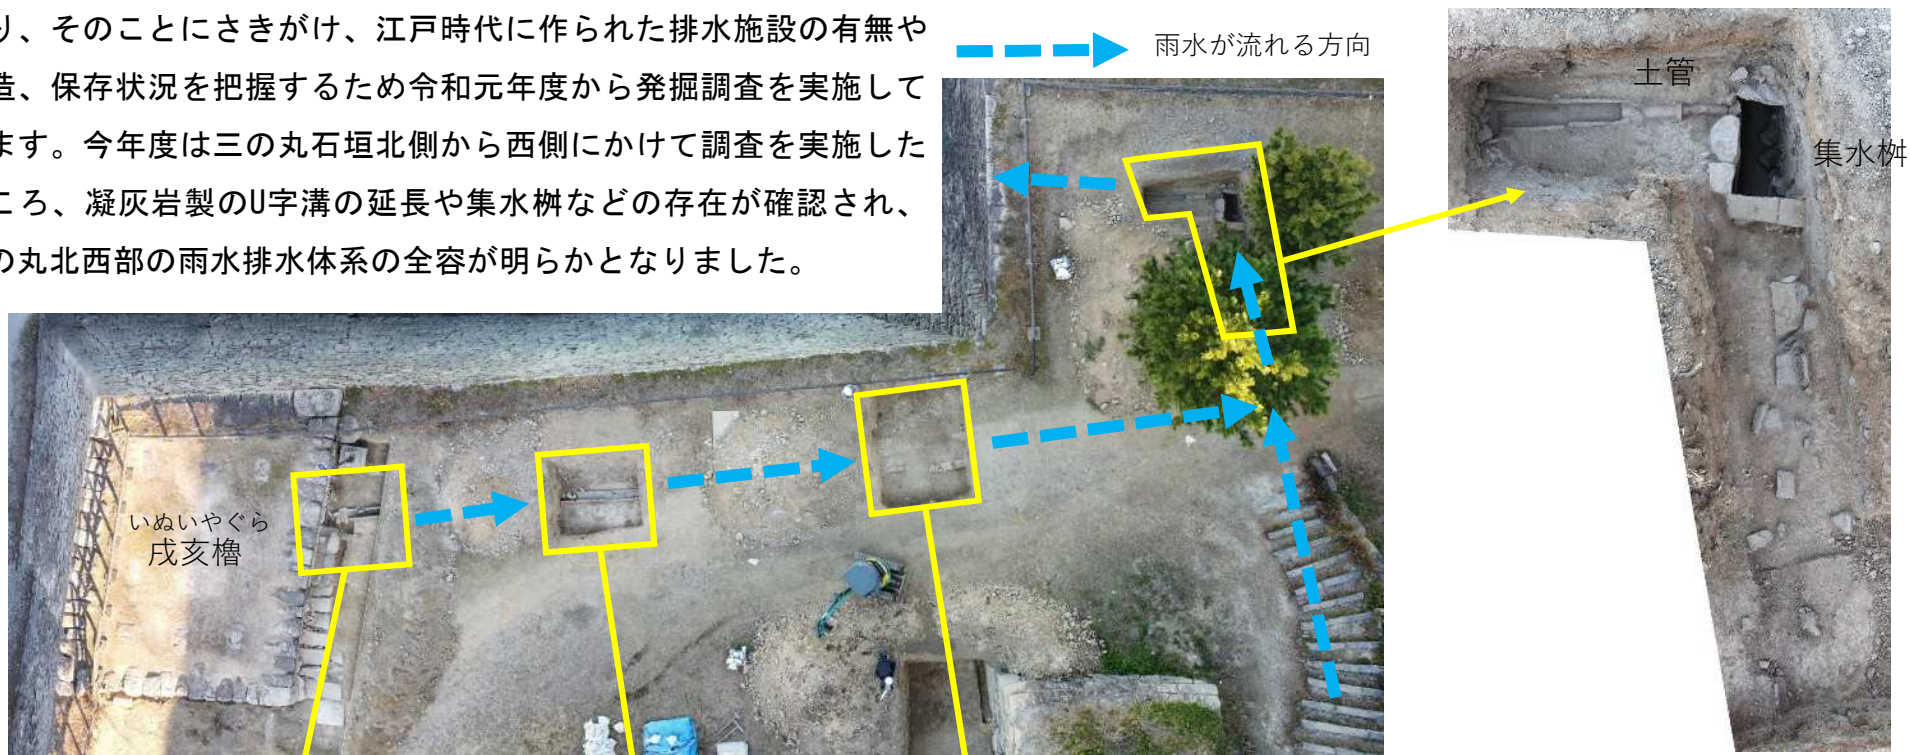 り、そのことにさきがけ、江戸時代に作られた排水施設の有無や
造、保存状況を把握するため令和元年度から発掘調査を実施して
ます。今年度は三の丸石垣北側から西側にかけて調査を実施した
ころ、凝灰岩製のU字溝の延長や集水桝などの存在が確認され、
の丸北西部の雨水排水体系の全容が明らかとなりました。
雨水が流れる方向
土管
集水桝
いぬいやぐら
戌亥櫓